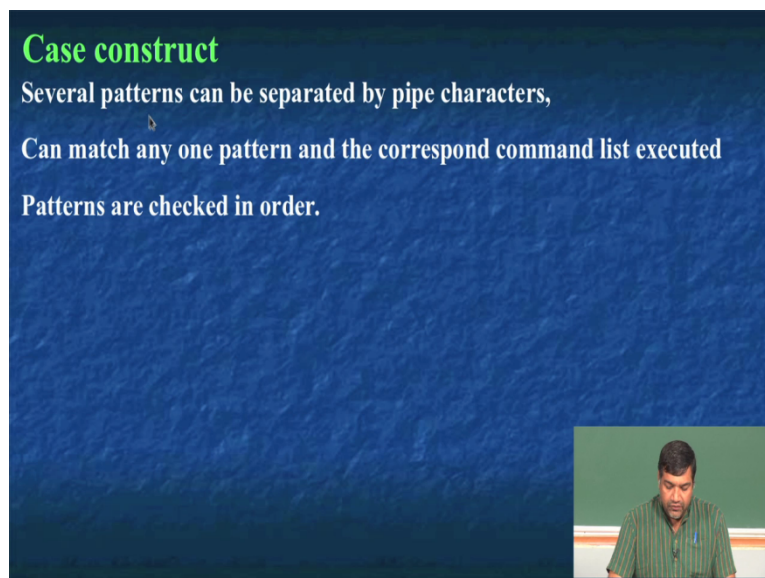 Case construct
Several patterns can be separated by pipe characters,
Can match any one pattern and the correspond command list executed
Patterns are checked in order.